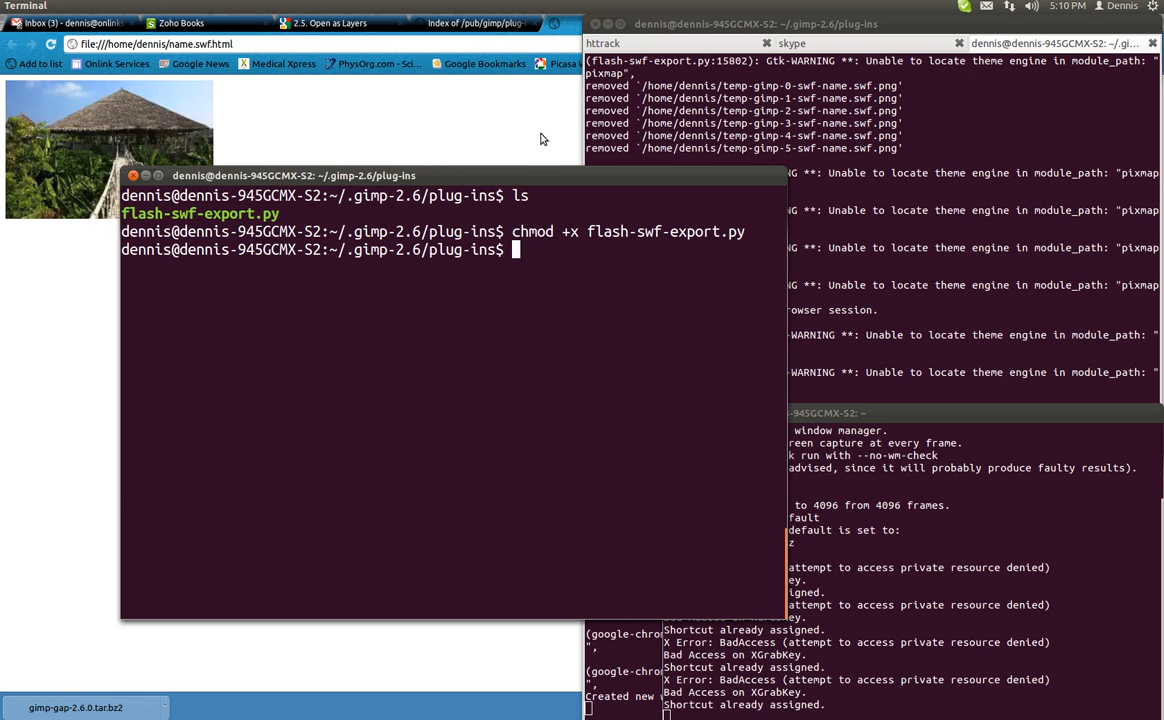 Terminal
5:10 PM
Dennis
Inbox (3) - dennis@onlinks
Zoho Books
2.5. Open as Layers
Index of /pub/gimp/plug-i
file:///home/dennis/name.swf.html
Add to list
Onlink Services
Google News
Medical Xpress
PhysOrg.com - Sci...
Google Bookmarks
Picasa W
dennis@dennis-945GCMX-S2: ~/.gimp-2.6/plug-ins
httrack
skype
dennis@dennis-945GCMX-S2: ~/.gi...
(flash-swf-export.py:15802): Gtk-WARNING **: Unable to locate theme engine in module_path: "
pixmap",
removed `/home/dennis/temp-gimp-0-swf-name.swf.png'
removed `/home/dennis/temp-gimp-1-swf-name.swf.png'
removed `/home/dennis/temp-gimp-2-swf-name.swf.png'
removed `/home/dennis/temp-gimp-3-swf-name.swf.png'
removed `/home/dennis/temp-gimp-4-swf-name.swf.png'
removed `/home/dennis/temp-gimp-5-swf-name.swf.png'
dennis@dennis-945GCMX-S2: ~/.gimp-2.6/plug-ins
dennis@dennis-945GCMX-S2:~/.gimp-2.6/plug-ins$ ls
flash-swf-export.py
dennis@dennis-945GCMX-S2:~/.gimp-2.6/plug-ins$ chmod +x flash-swf-export.py
dennis@dennis-945GCMX-S2:~/.gimp-2.6/plug-ins$
NG **: Unable to locate theme engine in module_path: "pixmap
NG **: Unable to locate theme engine in module_path: "pixmap
NG **: Unable to locate theme engine in module_path: "pixmap
rowser session.
-WARNING **: Unable to locate theme engine in module_path: "
-WARNING **: Unable to locate theme engine in module_path: "
s-945GCMX-S2: ~
window manager.
reen capture at every frame.
k run with --no-wm-check
advised, since it will probably produce faulty results).
to 4096 from 4096 frames.
fault
default is set to:
z
attempt to access private resource denied)
ey.
igned.
attempt to access private resource denied)
ey.
Shortcut already assigned.
X Error: BadAccess (attempt to access private resource denied)
Bad Access on XGrabKey.
Shortcut already assigned.
X Error: BadAccess (attempt to access private resource denied)
Bad Access on XGrabKey.
Shortcut already assigned.
(google-chro
",
(google-chro
",
Created new
gimp-gap-2.6.0.tar.bz2